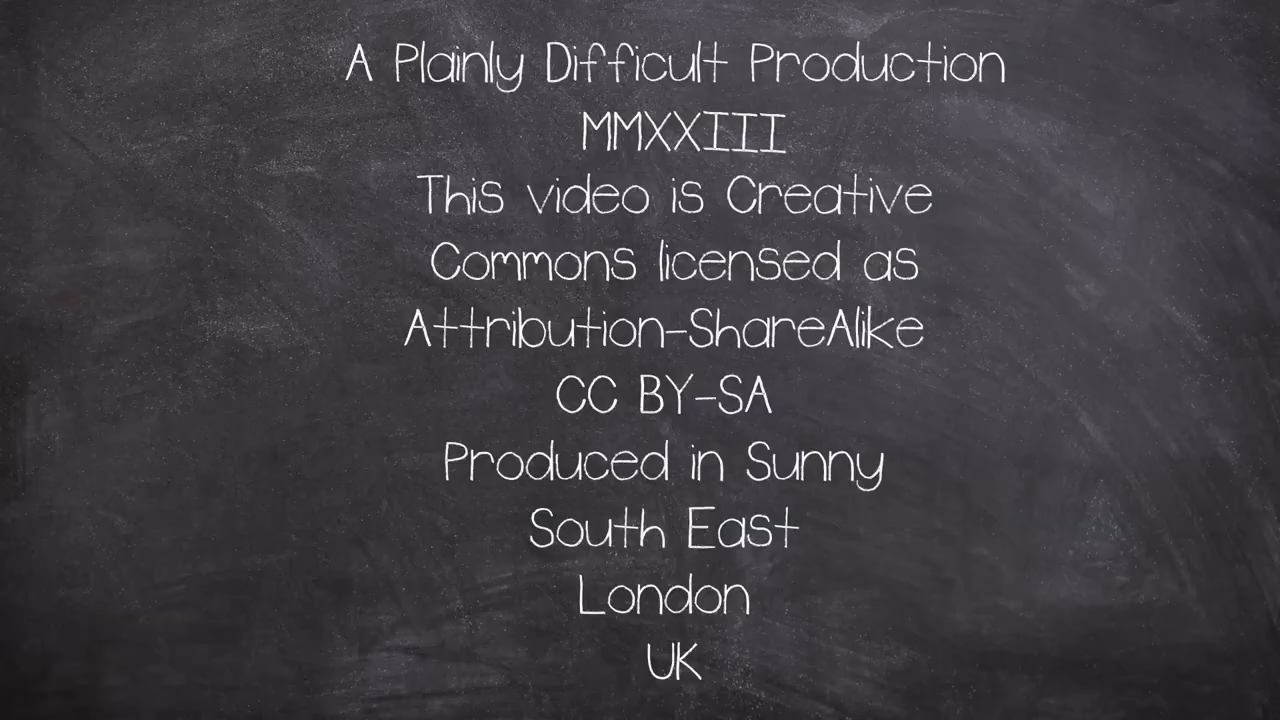 A Plainly Difficult Production
MMXXIII
This video is Creative
Commons licensed as
Attribution-ShareAlike
CC BY-SA
Produced in Sunny
South East
London
UK